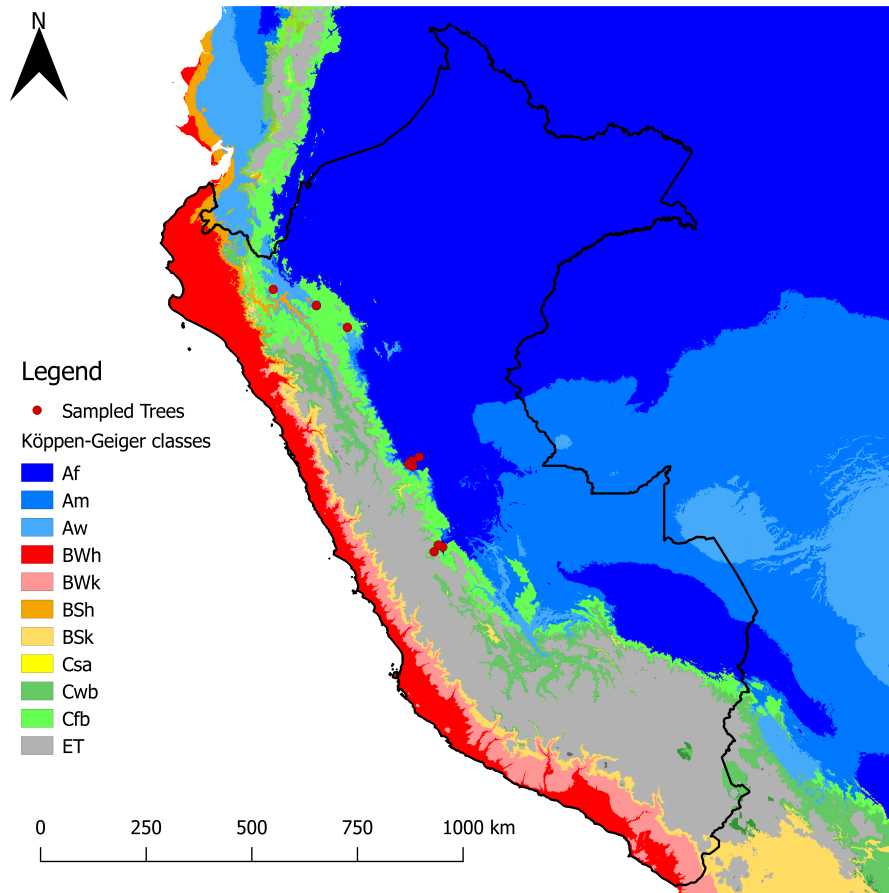 N
Legend
Sampled Trees
Köppen-Geiger classes
Af
Am
Aw
BWh
BWk
BSh
BSk
Csa
Cwb
Cfb
ET
0 250 500 750 1000 km